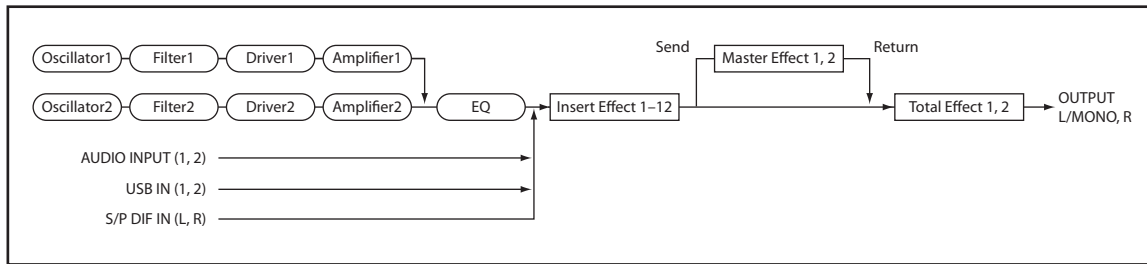 Send
Return
Oscillator1 Filter1 Driver1 Amplifier1
Master Effect 1, 2
Oscillator2 Filter2 Driver2 Amplifier2 EQ Insert Effect 1–12 Total Effect 1, 2 OUTPUT
L/MONO, R
AUDIO INPUT (1, 2)
USB IN (1, 2)
S/P DIF IN (L, R)